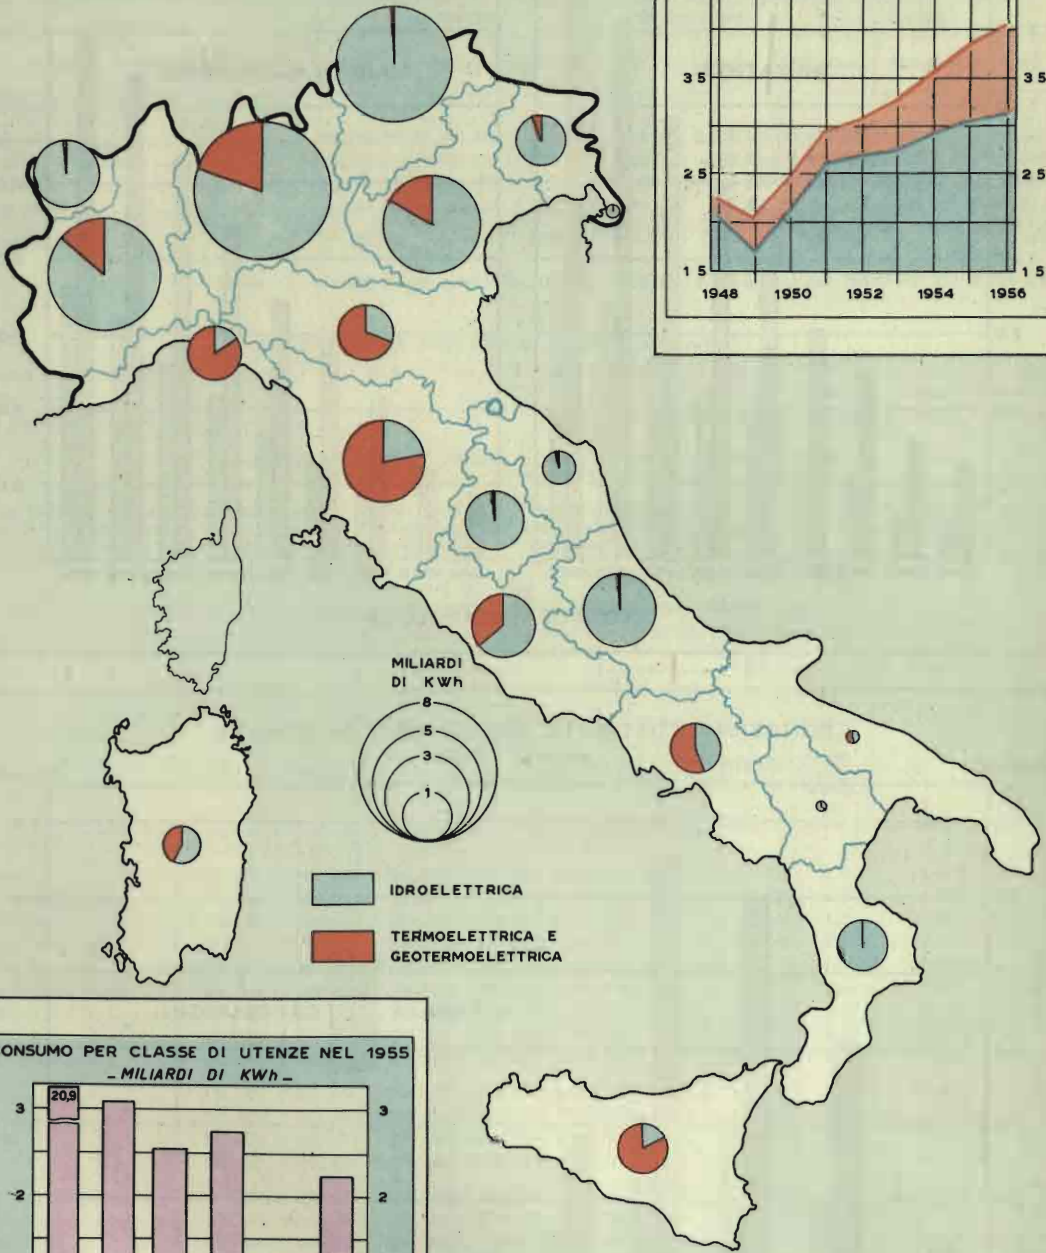 35 35
25 25
15 15
1948 1950 1952 1954 1956
MILIARDI
DI KWh
8
5
3
1
IDROELETTRICA
TERMOELETTRICA E
GEOTERMOELETTRICA
ONSUMO PER CLASSE DI UTENZE NEL 1955
- MILIARDI DI KWh -
20,9
3 3
2 2